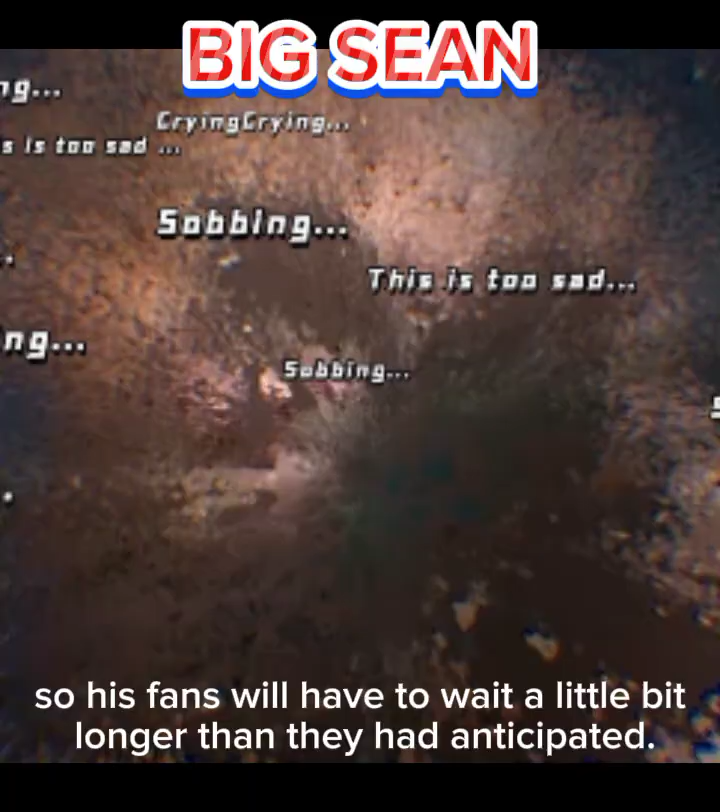 BIG SEAN
ng...
CryingCrying...
s is too sad ...
Sobbing...
This is too sad...
ng...
Sobbing...
so his fans will have to wait a little bit
longer than they had anticipated.